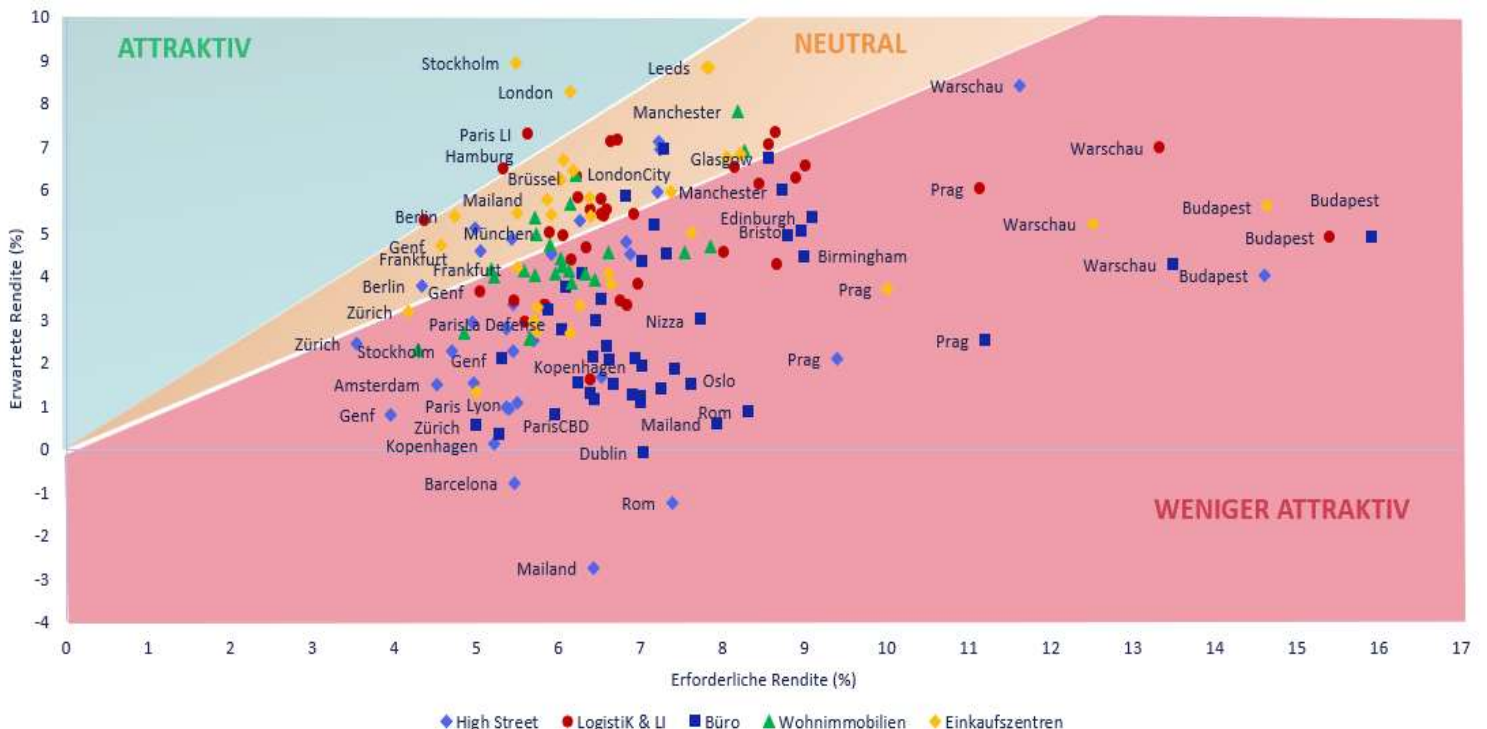 10
ATTRAKTIV
NEUTRAL
9
Stockholm
Leeds
London
Warschau
8
Manchester
7
Paris LI
Warschau
Hamburg
Glasgow
6
Brüssel
LondonCity
Prag
Mailand
Manchester
Budapest
Budapest
5
Berlin
München
Edinburgh
Bristo
Warschau
Budapest
Genf
Frankfurt
Birmingham
4
Frankfurt
Warschau
Budapest
Berlin
Genf
Prag
3
Zürich
ParisLa Defense
Nizza
Zürich
Stockholm
Prag
2
Genf
Kopenhagen
Prag
Amsterdam
Oslo
1
Genf
Paris
Lyon
Rom
Zürich
ParisCBD
Mailand
0
Kopenhagen
Dublin
-1
Barcelona
Rom
WENIGER ATTRAKTIV
-2
-3
Mailand
-4
0 1 2 3 4 5 6 7 8 9 10 11 12 13 14 15 16 17
Erwartete Rendite (%)
Erforderliche Rendite (%)
High Street LogistiK & LI Büro Wohnimmobilien Einkaufszentren